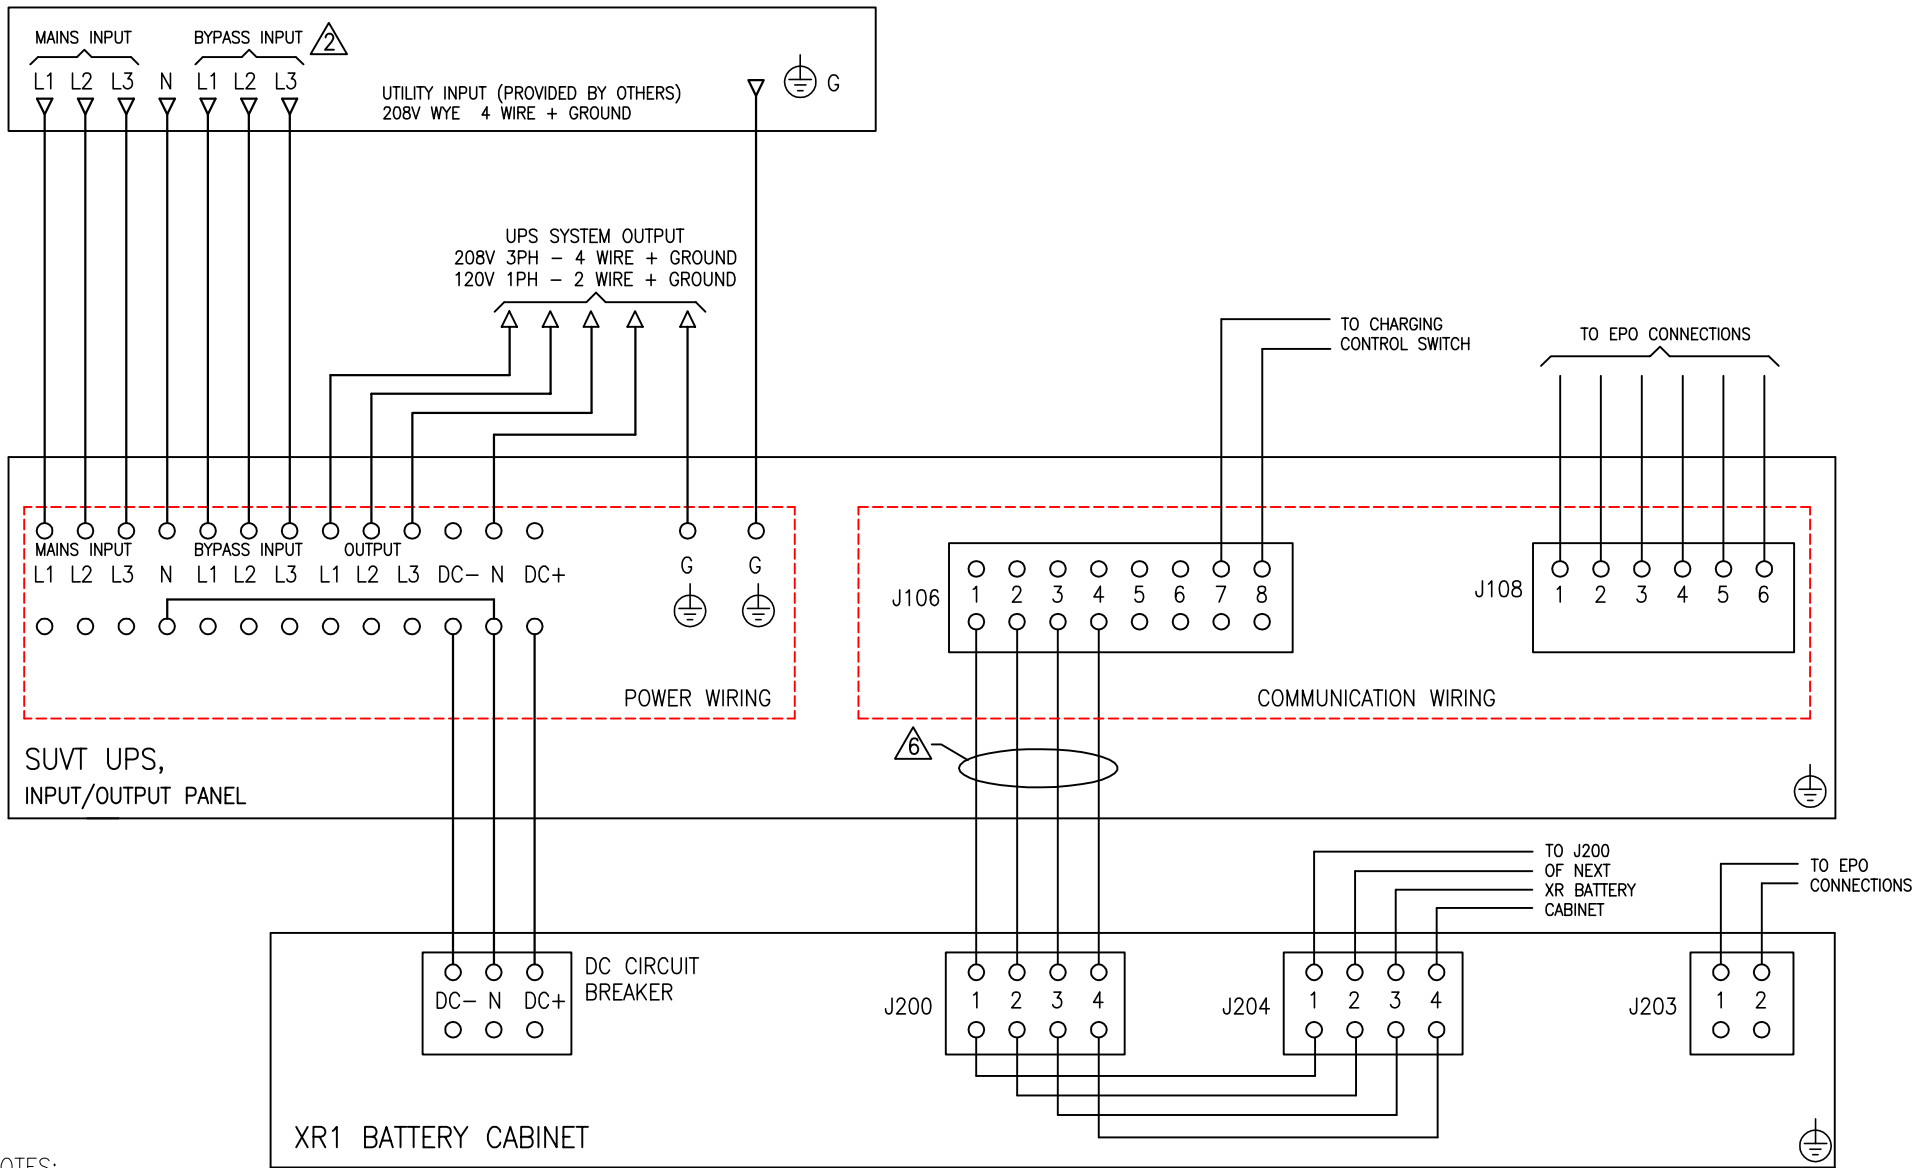 MAINS INPUT BYPASS INPUT 2
L1 L2 L3 N L1 L2 L3 G
UTILITY INPUT (PROVIDED BY OTHERS)
208V WYE 4 WIRE + GROUND
UPS SYSTEM OUTPUT
208V 3PH - 4 WIRE + GROUND
120V 1PH - 2 WIRE + GROUND
TO CHARGING
CONTROL SWITCH
TO EPO CONNECTIONS
MAINS INPUT BYPASS INPUT OUTPUT
L1 L2 L3 N L1 L2 L3 L1 L2 L3 DC- N DC+ G G
J106 1 2 3 4 5 6 7 8
J108 1 2 3 4 5 6
POWER WIRING
COMMUNICATION WIRING
6
SUVT UPS,
INPUT/OUTPUT PANEL
TO J200
OF NEXT
XR BATTERY
CABINET
TO EPO
CONNECTIONS
DC CIRCUIT
BREAKER
DC- N DC+
J200 1 2 3 4
J204 1 2 3 4
J203 1 2
XR1 BATTERY CABINET
OTES: